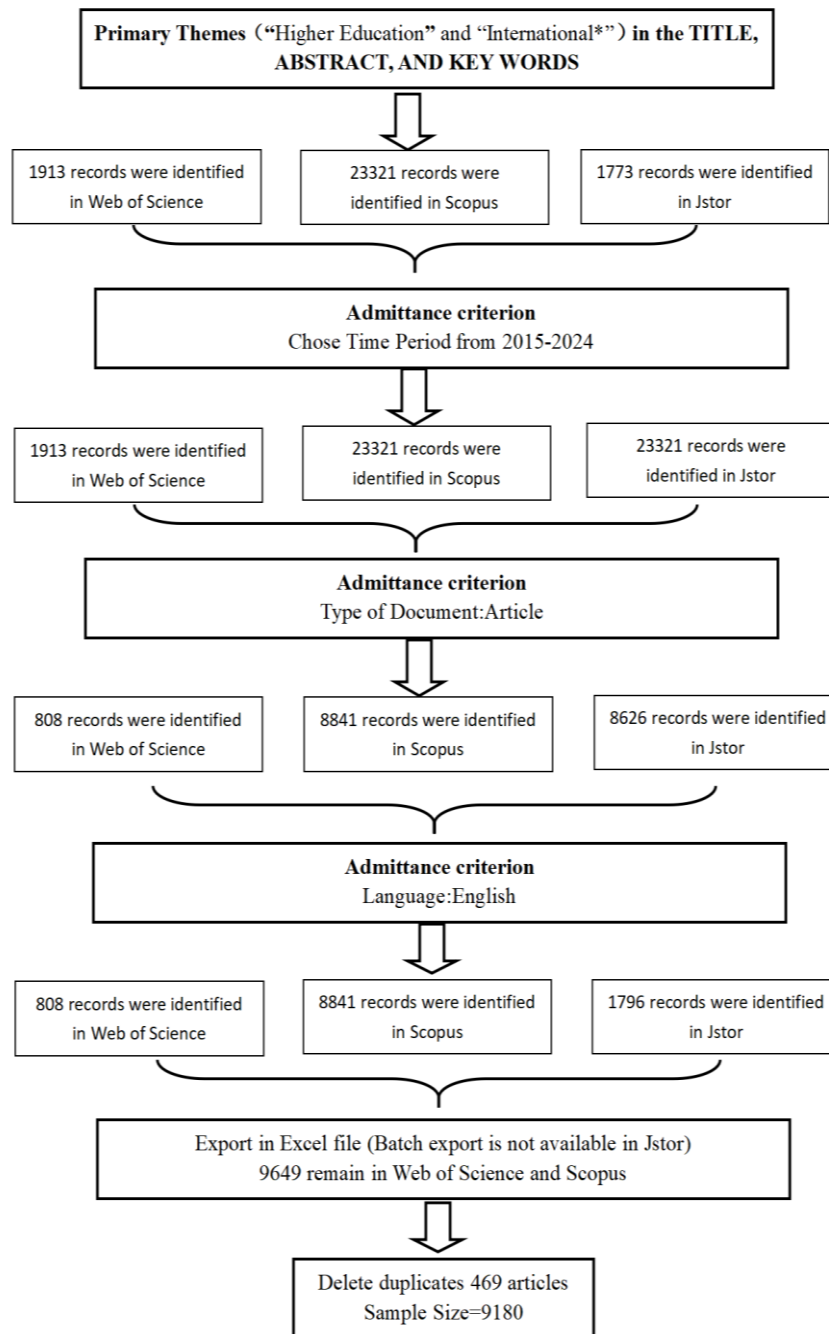 Primary Themes（“Higher Education” and “International*”）in the TITLE,
ABSTRACT, AND KEY WORDS
1913 records were identified
in Web of Science
23321 records were
identified in Scopus
1773 records were identified
in Jstor
Admittance criterion
Chose Time Period from 2015-2024
1913 records were identified
in Web of Science
23321 records were
identified in Scopus
23321 records were
identified in Jstor
Admittance criterion
Type of Document:Article
808 records were identified
in Web of Science
8841 records were identified
in Scopus
8626 records were identified
in Jstor
Admittance criterion
Language:English
808 records were identified
in Web of Science
8841 records were identified
in Scopus
1796 records were identified
in Jstor
Export in Excel file (Batch export is not available in Jstor)
9649 remain in Web of Science and Scopus
Delete duplicates 469 articles
Sample Size=9180